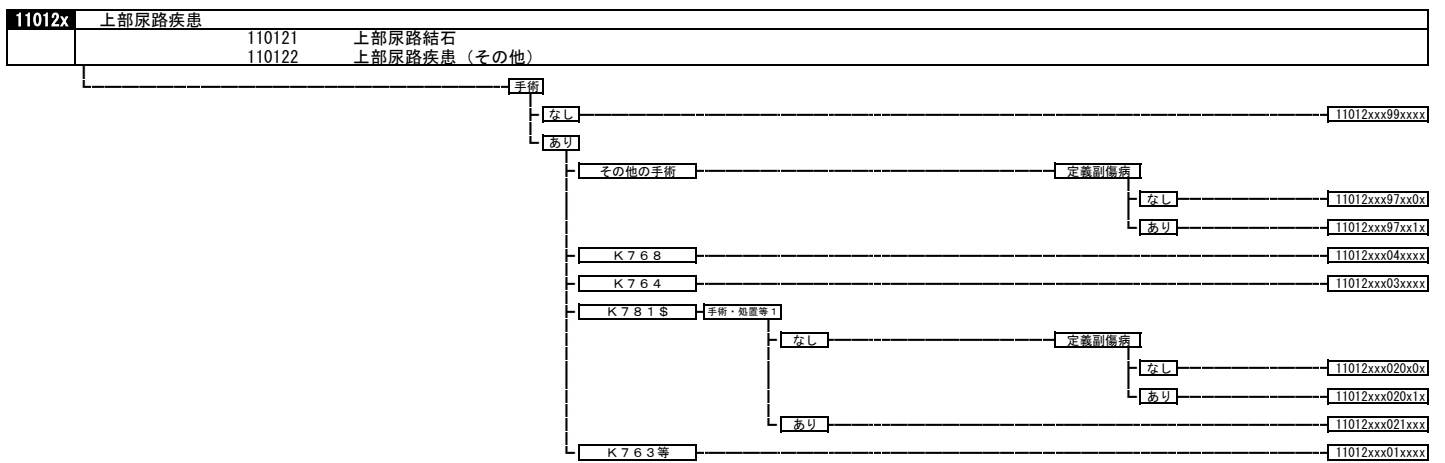 11012x 上部尿路疾患
110121 上部尿路結石
110122 上部尿路疾患（その他）
手術
なし 11012xxx99xxxx
あり
その他の手術 定義副傷病
なし 11012xxx97xx0x
あり 11012xxx97xx1x
Ｋ７６８ 11012xxx04xxxx
Ｋ７６４ 11012xxx03xxxx
Ｋ７８１＄ 手術・処置等１
なし 定義副傷病
なし 11012xxx020x0x
あり 11012xxx020x1x
あり 11012xxx021xxx
Ｋ７６３等 11012xxx01xxxx